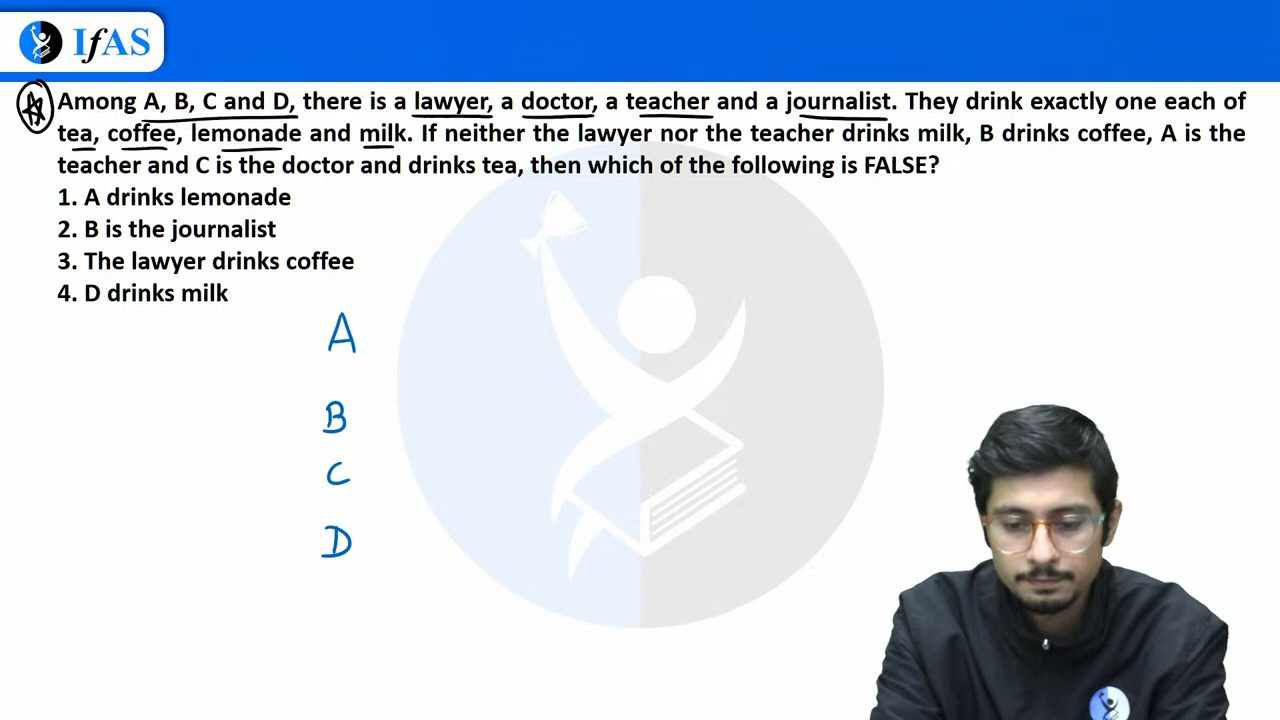 IfAS
Among A, B, C and D, there is a lawyer, a doctor, a teacher and a journalist. They drink exactly one each of
tea, coffee, lemonade and milk. If neither the lawyer nor the teacher drinks milk, B drinks coffee, A is the
teacher and C is the doctor and drinks tea, then which of the following is FALSE?
1. A drinks lemonade
2. B is the journalist
3. The lawyer drinks coffee
4. D drinks milk
A
B
C
D